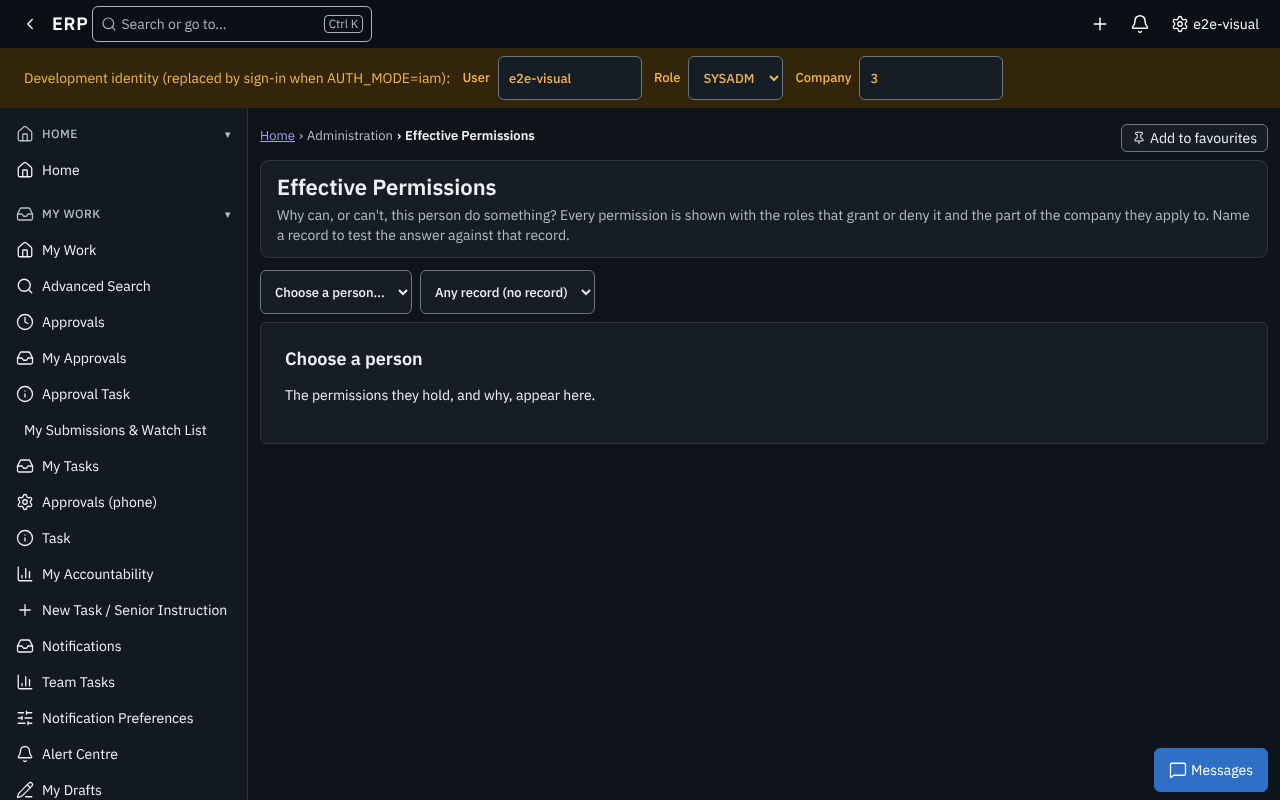 ERP
Search or go to...
Ctrl K
e2e-visual
Development identity (replaced by sign-in when AUTH_MODE=iam):
User
e2e-visual
Role
SYSADM
Company
3
HOME
Home
MY WORK
My Work
Advanced Search
Approvals
My Approvals
Approval Task
My Submissions & Watch List
My Tasks
Approvals (phone)
Task
My Accountability
New Task / Senior Instruction
Notifications
Team Tasks
Notification Preferences
Alert Centre
My Drafts
Home › Administration › Effective Permissions
Add to favourites
Effective Permissions
Why can, or can't, this person do something? Every permission is shown with the roles that grant or deny it and the part of the company they apply to. Name
a record to test the answer against that record.
Choose a person...
Any record (no record)
Choose a person
The permissions they hold, and why, appear here.
Messages